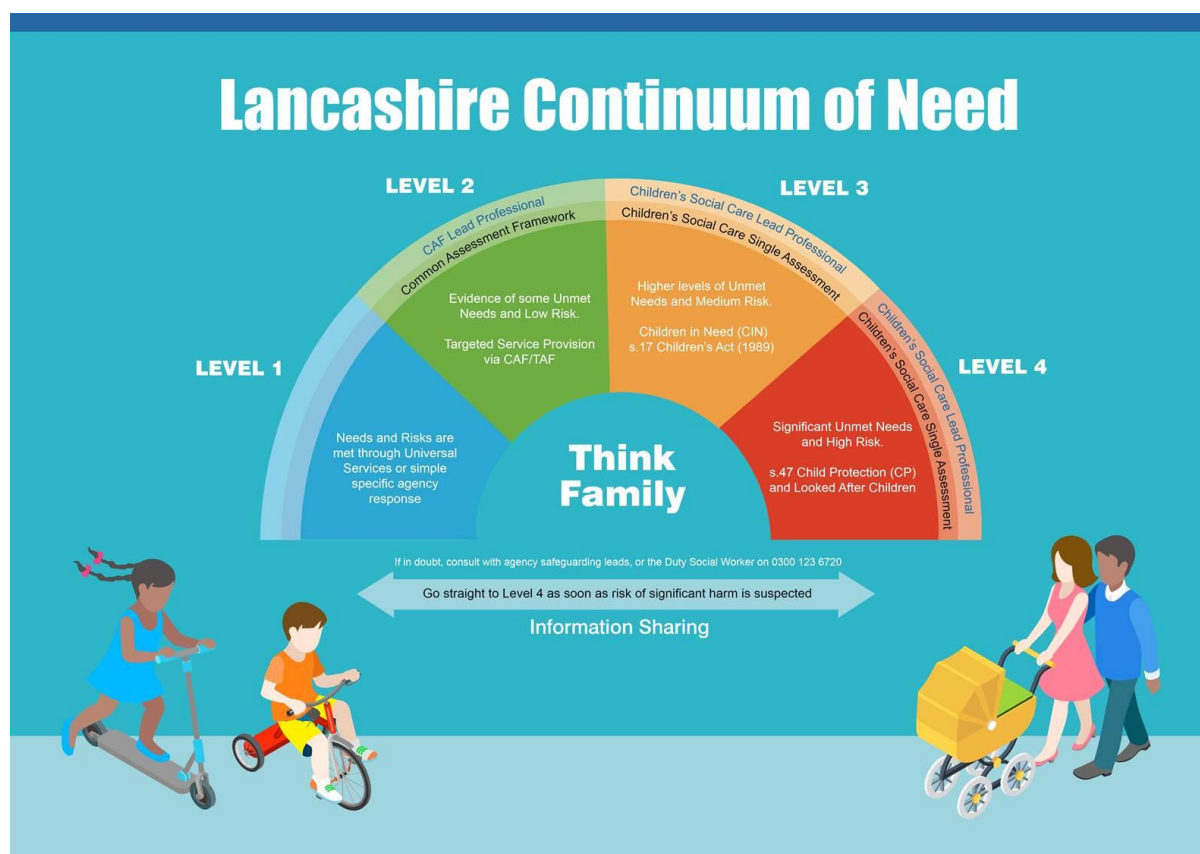 Lancashire Continuum of Need
LEVEL 1
Needs and Risks are
met through Universal
Services or simple
specific agency
response
LEVEL 2
CAF Lead Professional
Common Assessment Framework
Evidence of some Unmet
Needs and Low Risk.
Targeted Service Provision
via CAF/TAF
LEVEL 3
Children's Social Care Lead Professional
Children's Social Care Single Assessment
Higher levels of Unmet
Needs and Medium Risk.
Children in Need (CIN)
s.17 Children's Act (1989)
LEVEL 4
Children's Social Care Lead Professional
Children's Social Care Single Assessment
Significant Unmet Needs
and High Risk.
s.47 Child Protection (CP)
and Looked After Children
Think
Family
If in doubt, consult with agency safeguarding leads, or the Duty Social Worker on 0300 123 6720
Go straight to Level 4 as soon as risk of significant harm is suspected
Information Sharing